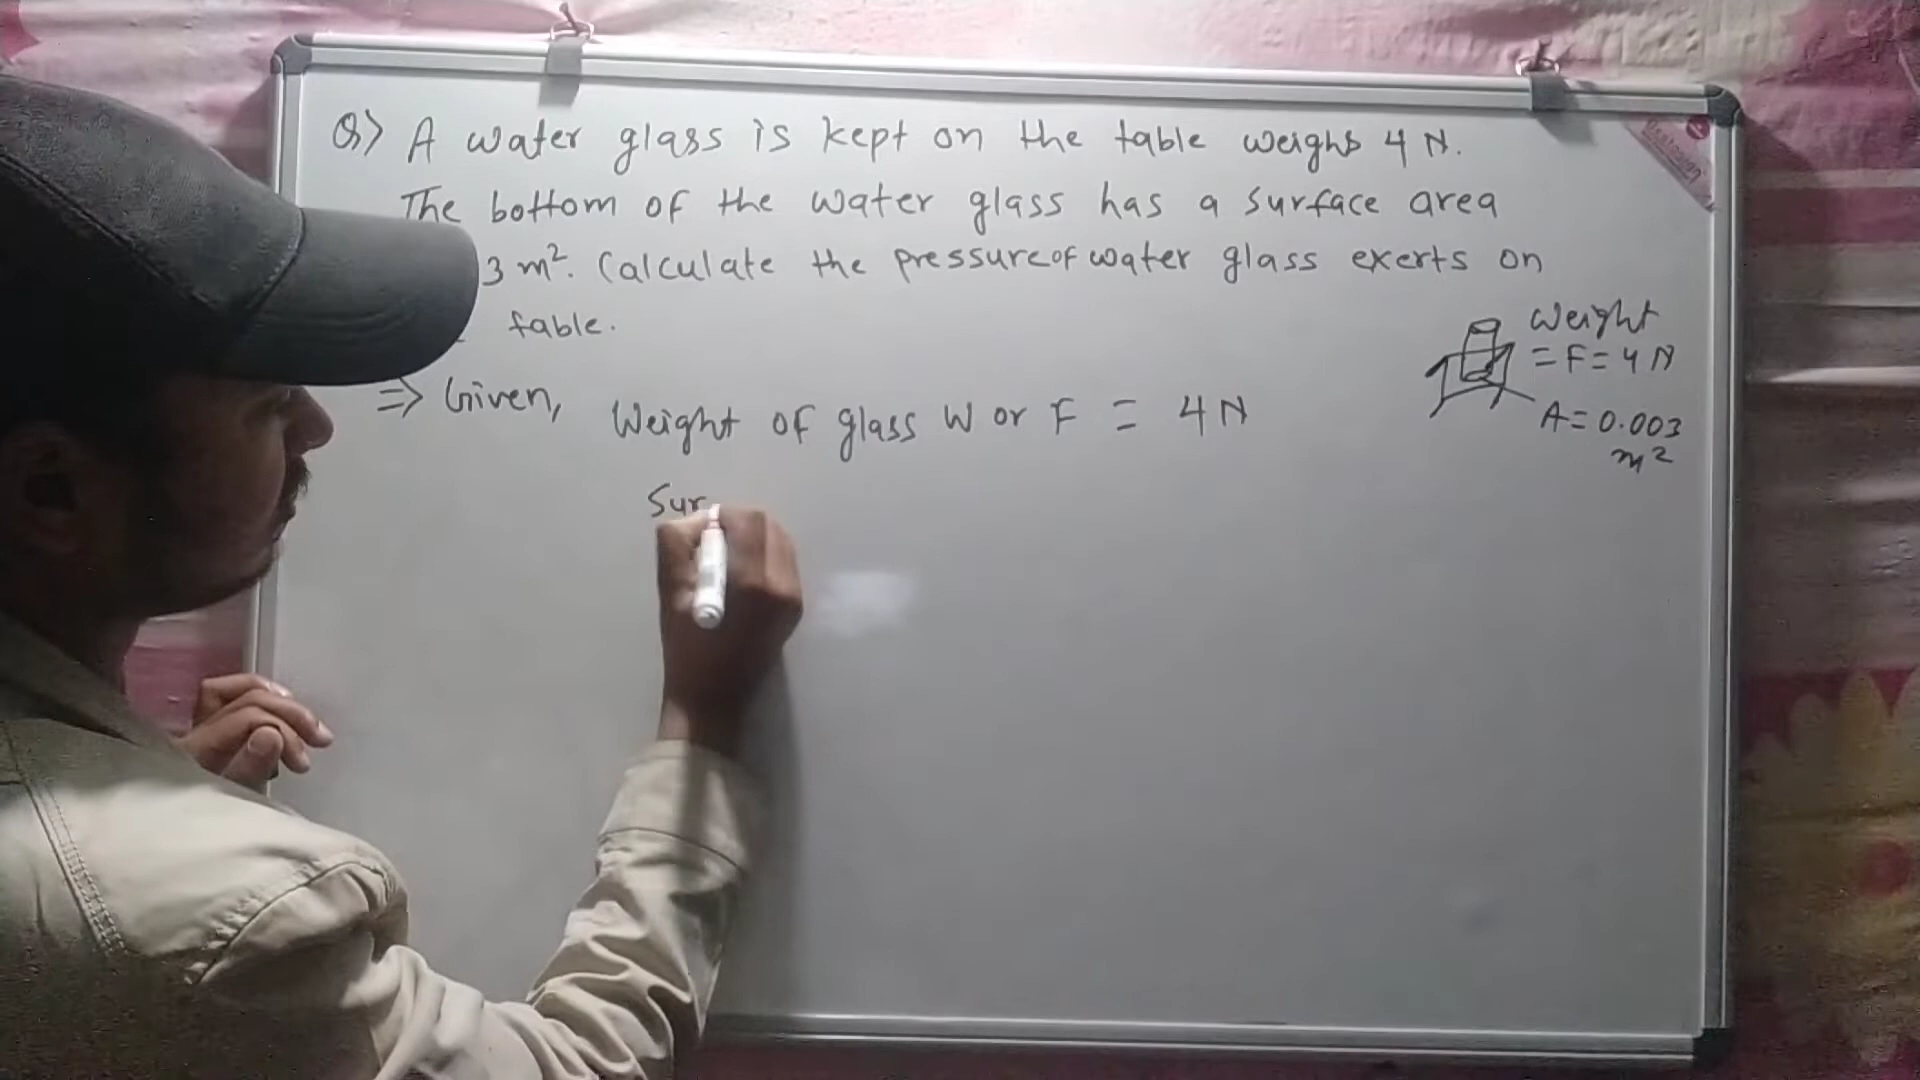 Q) A water glass is kept on the table weighs 4 N.
The bottom of the water glass has a surface area
3 m². Calculate the pressure of water glass exerts on
table.
⇒ Given, Weight of glass W or F = 4 N
Sur
Weight
= F = 4 N
A = 0.003
m²